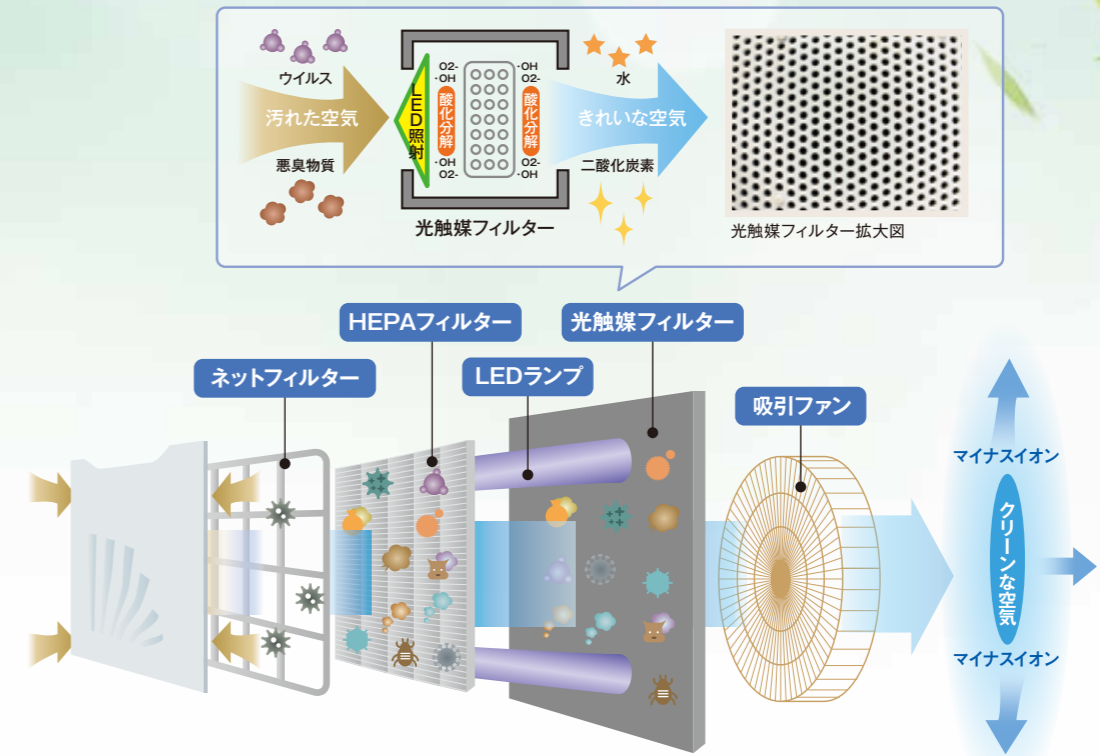 ウイルス
汚れた空気
悪臭物質
O2-
·OH
酸化分解
·OH
O2-
LED照射
·OH
O2-
酸化分解
O2-
·OH
光触媒フィルター
水
きれいな空気
二酸化炭素
光触媒フィルター拡大図
HEPAフィルター
光触媒フィルター
ネットフィルター
LEDランプ
吸引ファン
マイナスイオン
クリーンな空気
マイナスイオン